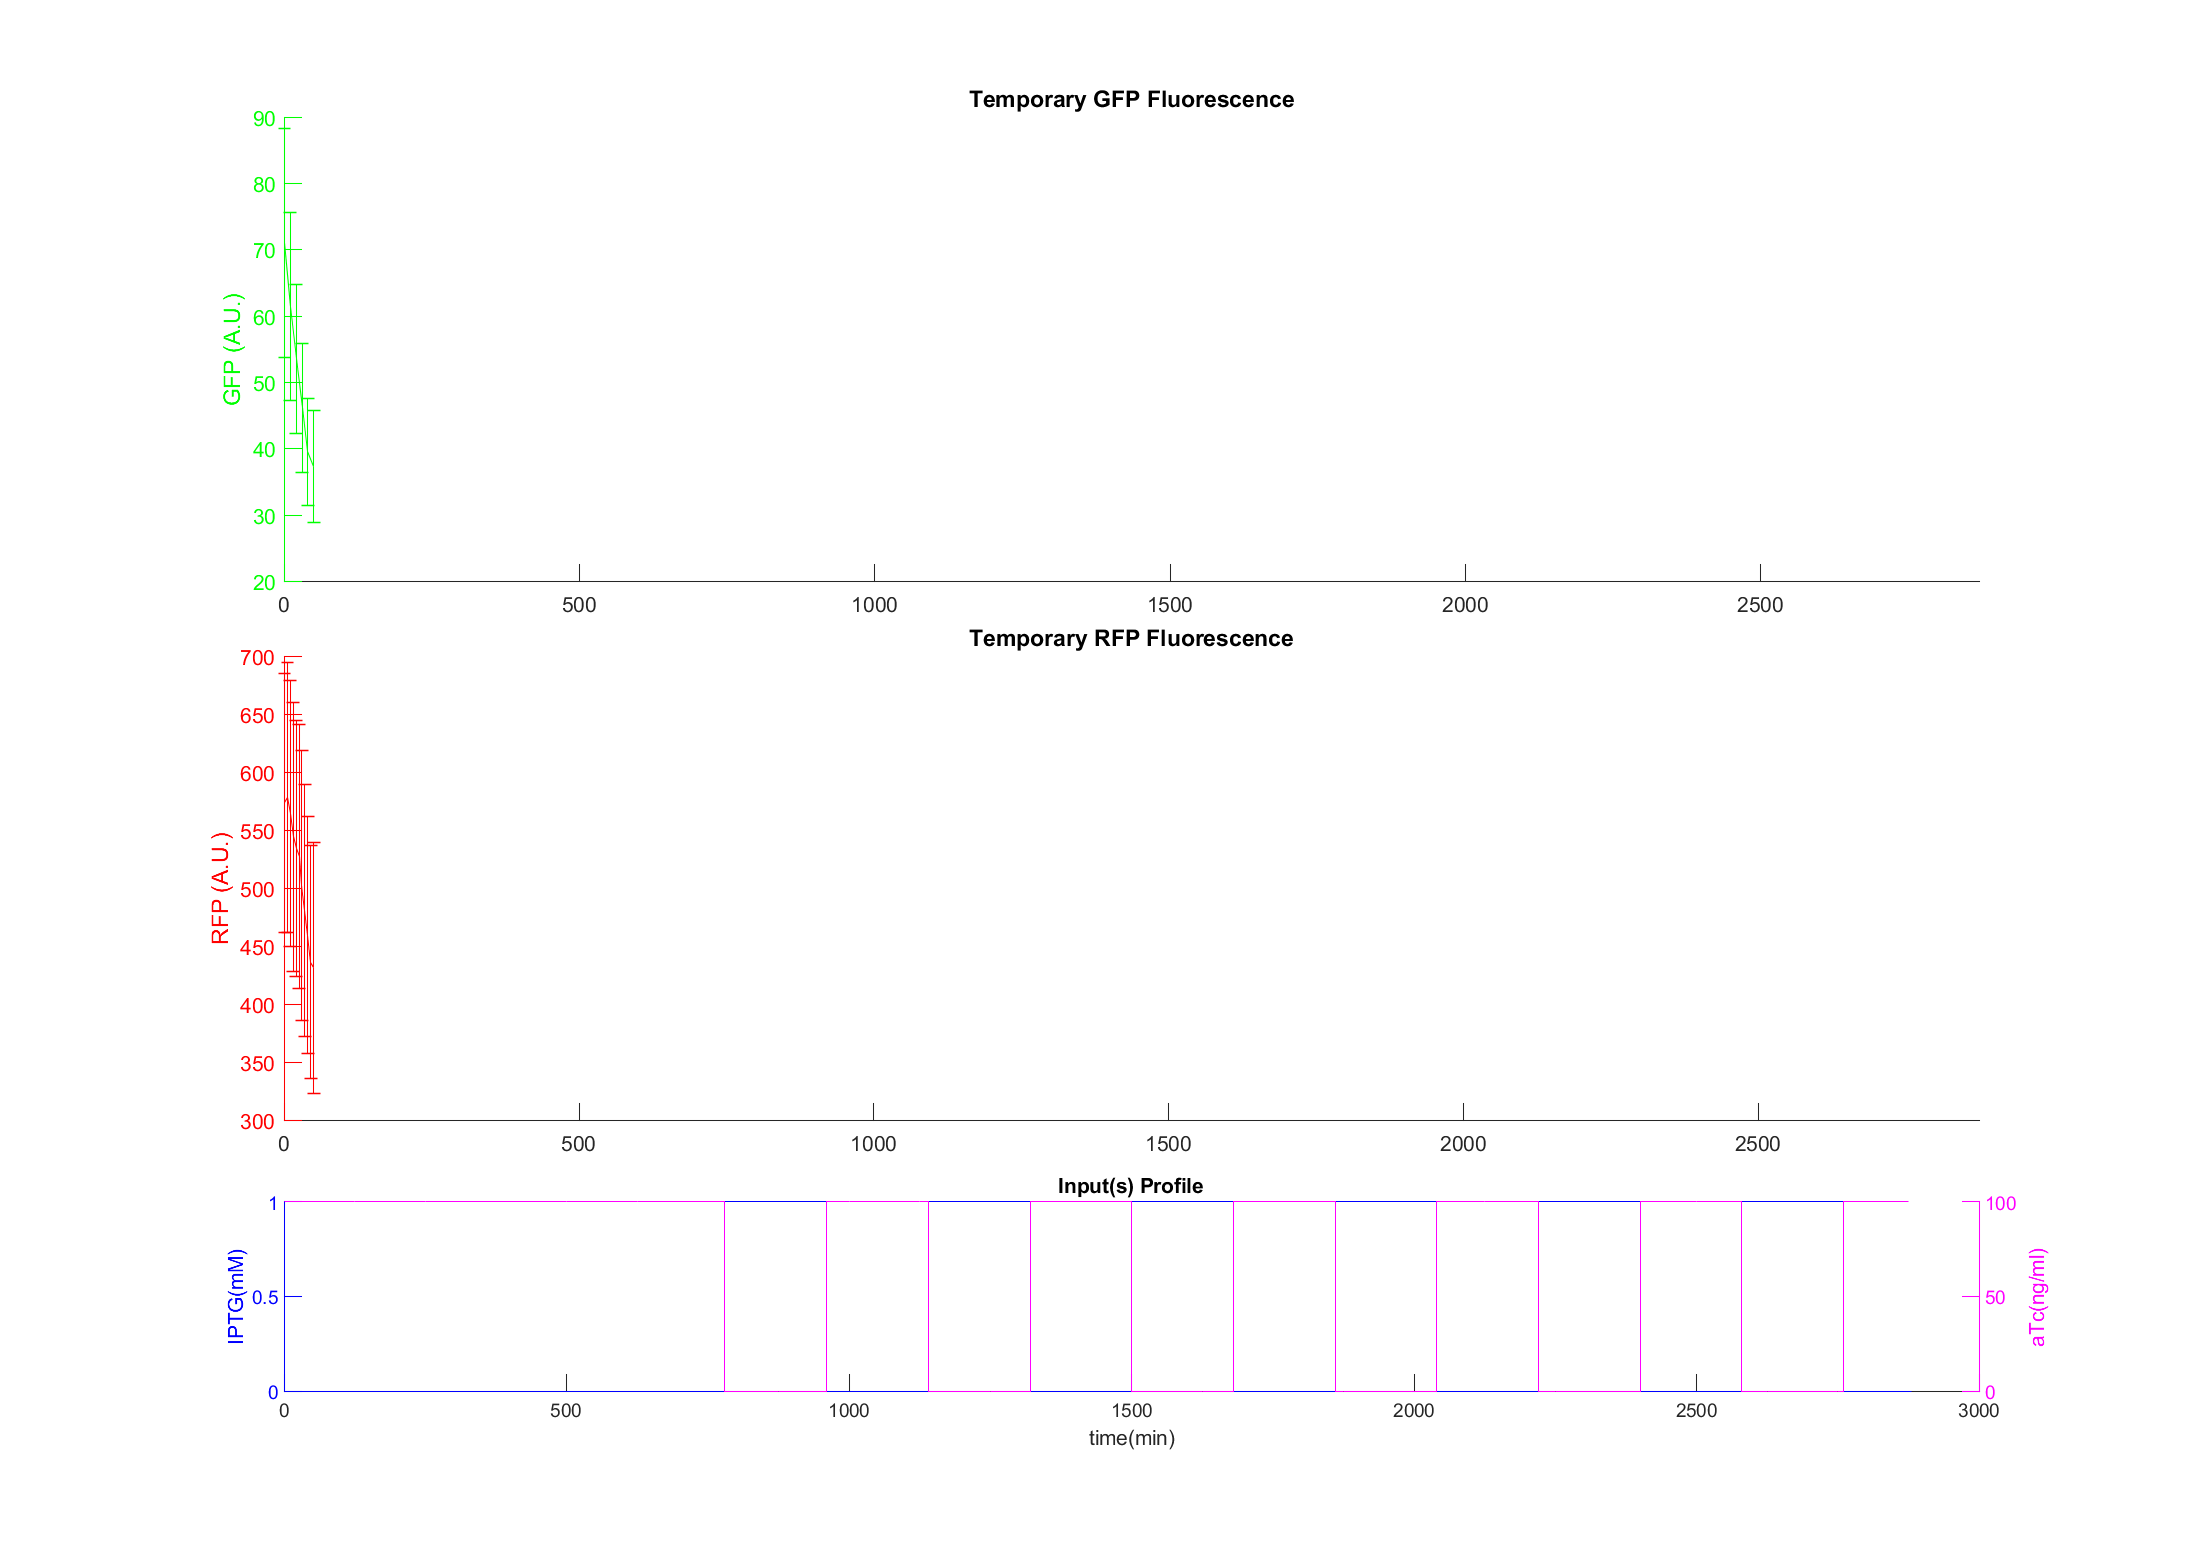 Temporary GFP Fluorescence
90
80
70
60
50
40
30
20
GFP (A.U.)
0 500 1000 1500 2000 2500
Temporary RFP Fluorescence
700
650
600
550
500
450
400
350
300
RFP (A.U.)
0 500 1000 1500 2000 2500
Input(s) Profile
1
0.5
0
IPTG(mM)
100
50
0
aTc(ng/ml)
0 500 1000 1500 2000 2500 3000
time(min)